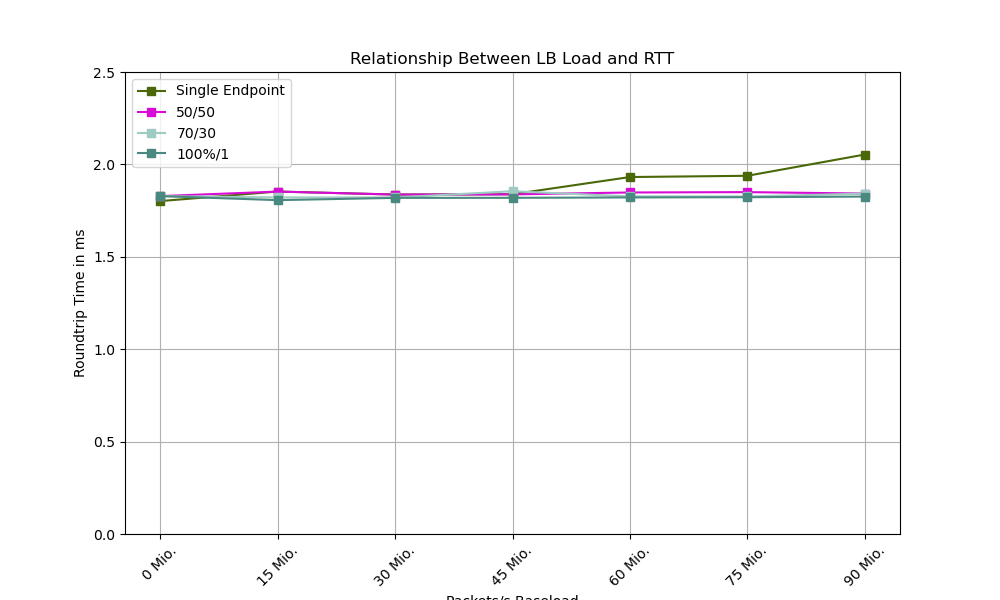 Relationship Between LB Load and RTT
Single Endpoint
50/50
70/30
100%/1
Roundtrip Time in ms
2.5
2.0
1.5
1.0
0.5
0.0
0 Mio.
15 Mio.
30 Mio.
45 Mio.
60 Mio.
75 Mio.
90 Mio.
Packets/s Baseload